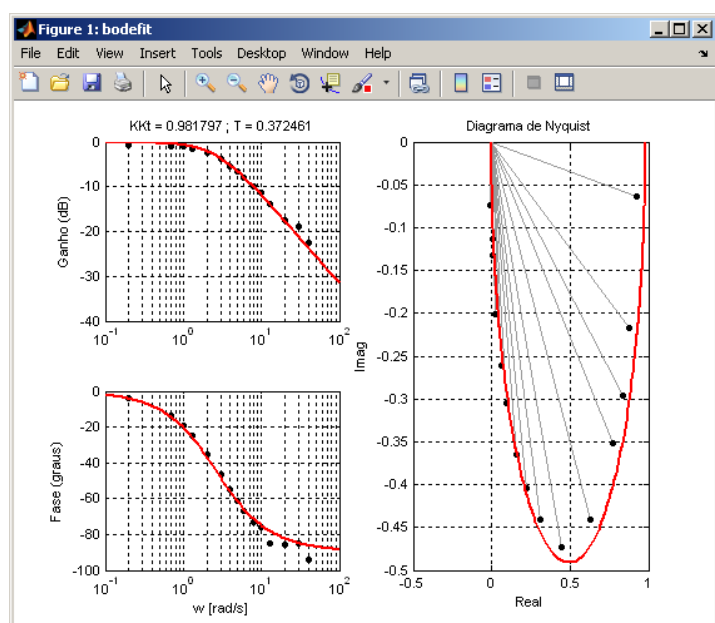 Figure 1: bodefit
File Edit View Insert Tools Desktop Window Help
KKt = 0.981797 ; T = 0.372461
0
-10
-20
-30
-40
Ganho (dB)
10^-1 10^0 10^1 10^2
0
-20
-40
-60
-80
-100
Fase (graus)
10^-1 10^0 10^1 10^2
w [rad/s]
Diagrama de Nyquist
0
-0.05
-0.1
-0.15
-0.2
-0.25
-0.3
-0.35
-0.4
-0.45
-0.5
Imag
-0.5 0 0.5 1
Real